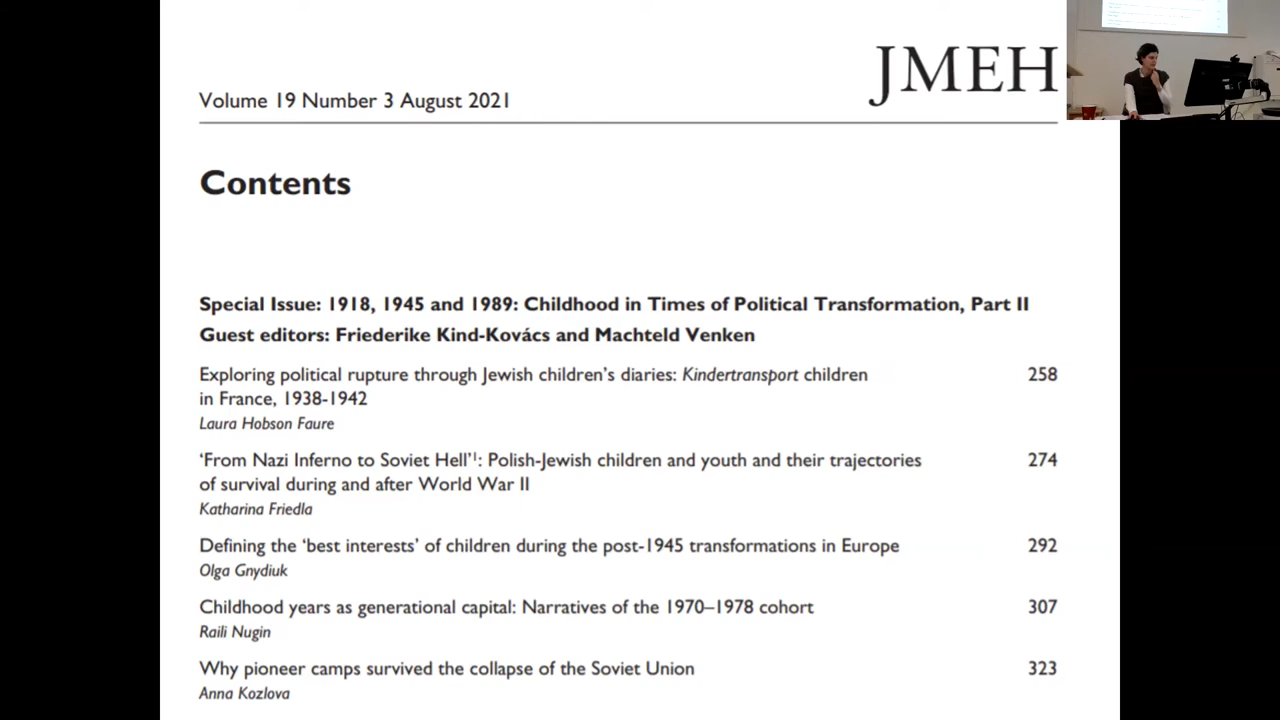 JMEH
Volume 19 Number 3 August 2021
Contents
Special Issue: 1918, 1945 and 1989: Childhood in Times of Political Transformation, Part II
Guest editors: Friederike Kind-Kovács and Machteld Venken
Exploring political rupture through Jewish children's diaries: Kindertransport children 258
in France, 1938-1942
Laura Hobson Faure
‘From Nazi Inferno to Soviet Hell’¹: Polish-Jewish children and youth and their trajectories 274
of survival during and after World War II
Katharina Friedla
Defining the ‘best interests’ of children during the post-1945 transformations in Europe 292
Olga Gnydiuk
Childhood years as generational capital: Narratives of the 1970–1978 cohort 307
Raili Nugin
Why pioneer camps survived the collapse of the Soviet Union 323
Anna Kozlova